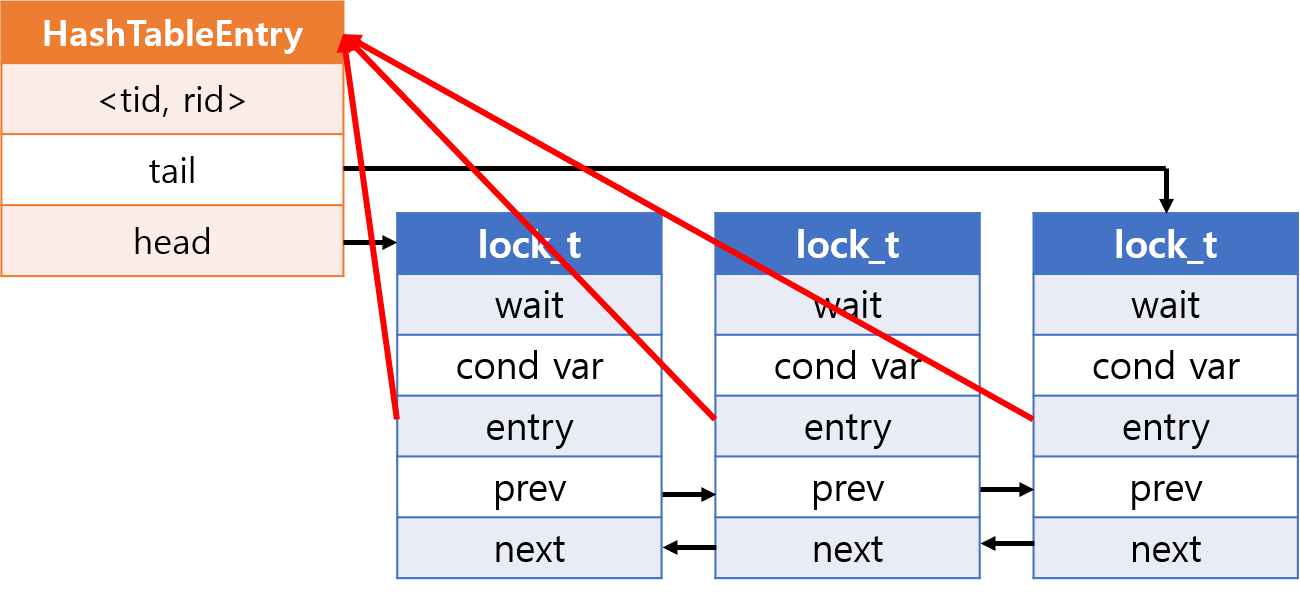 HashTableEntry
<tid, rid>
tail
head
lock_t
wait
cond var
entry
prev
next
lock_t
wait
cond var
entry
prev
next
lock_t
wait
cond var
entry
prev
next